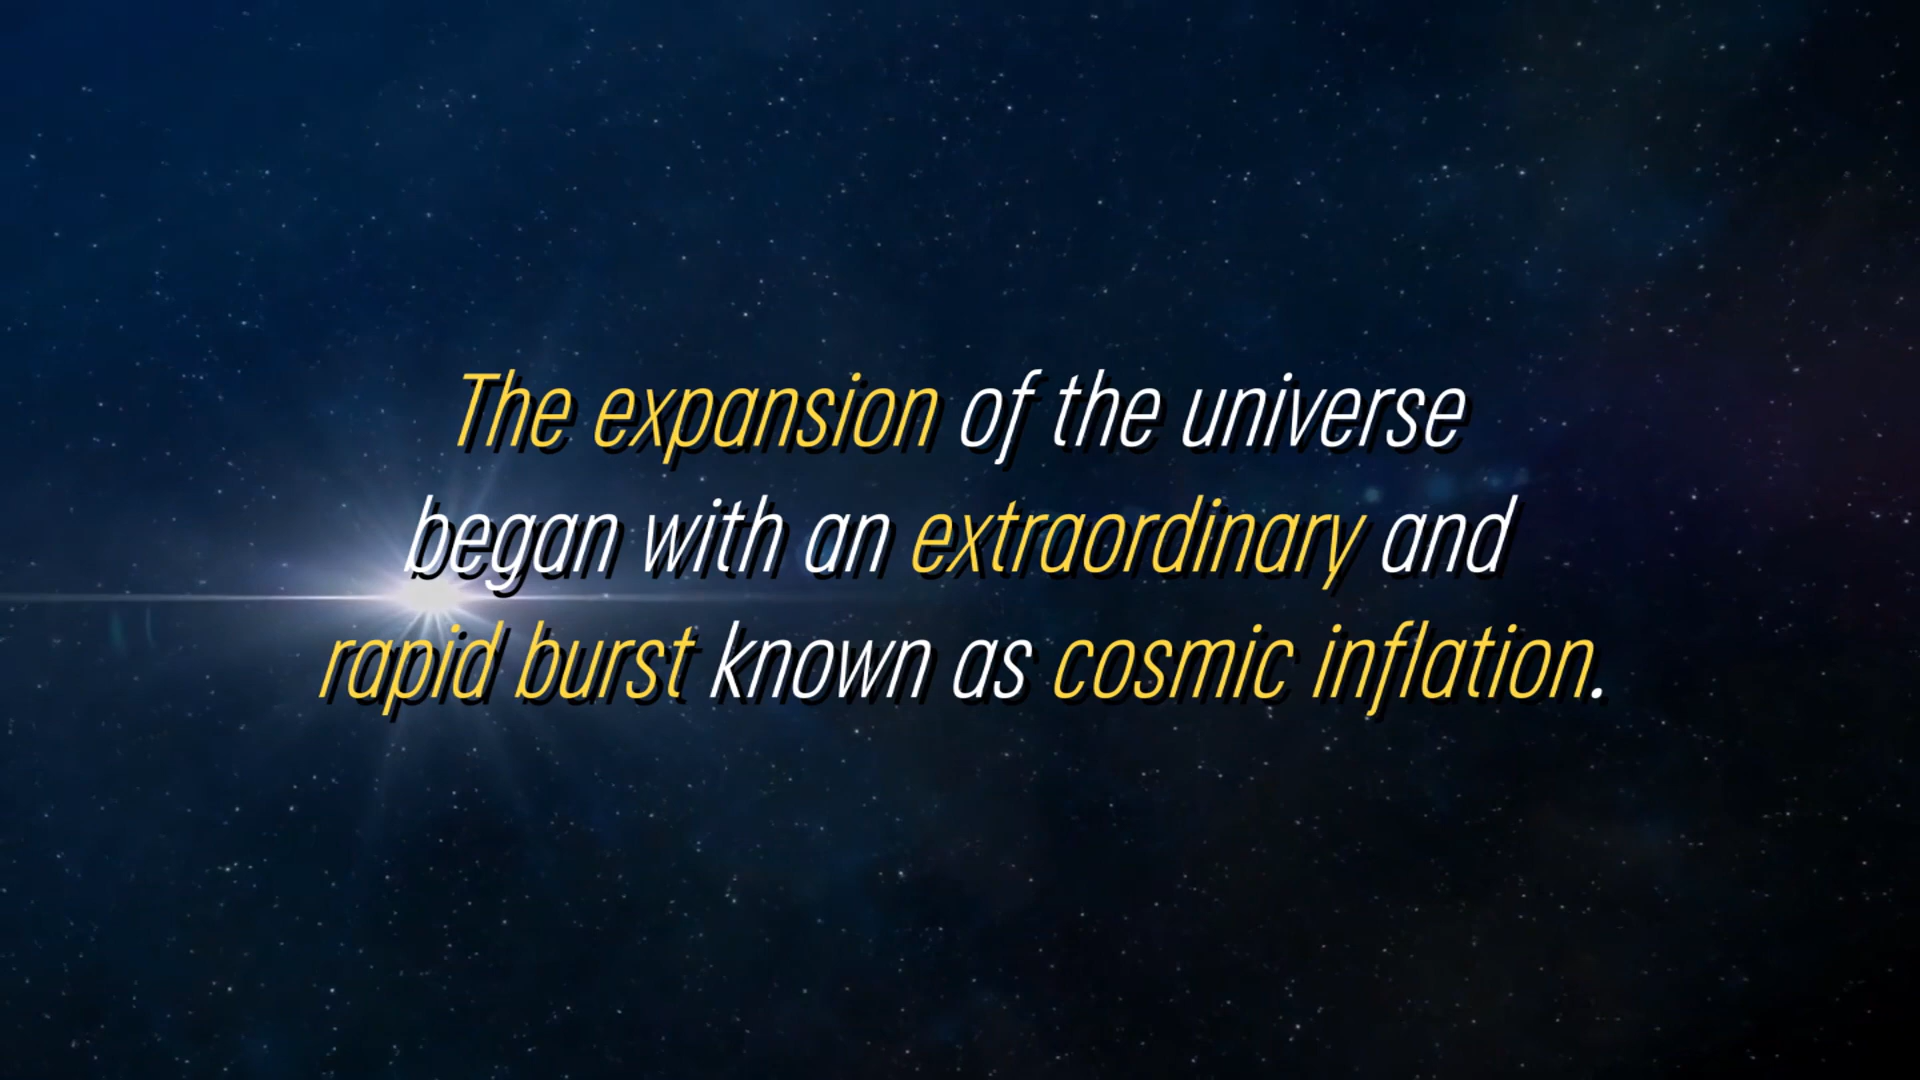 The expansion of the universe
began with an extraordinary and
rapid burst known as cosmic inflation.